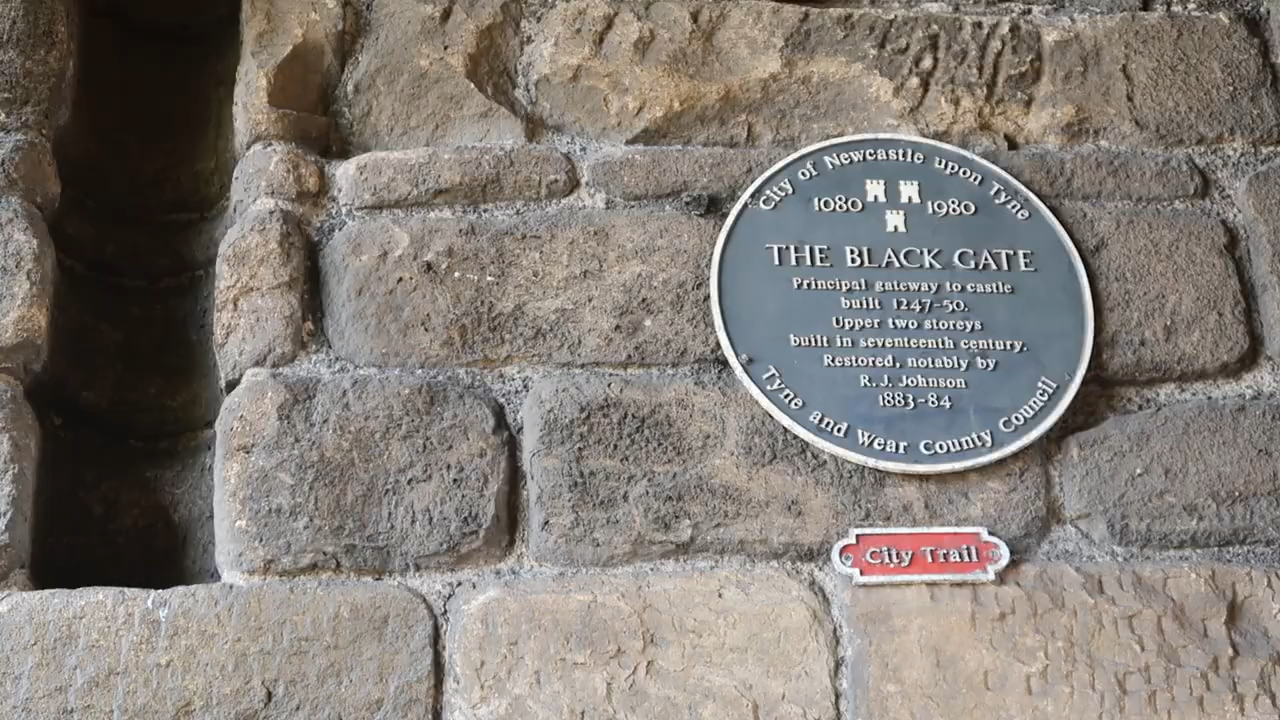 City of Newcastle upon Tyne
1080 1980
THE BLACK GATE
Principal gateway to castle
built 1247-50.
Upper two storeys
built in seventeenth century.
Restored, notably by
R. J. Johnson
1883-84
Tyne and Wear County Council
City Trail